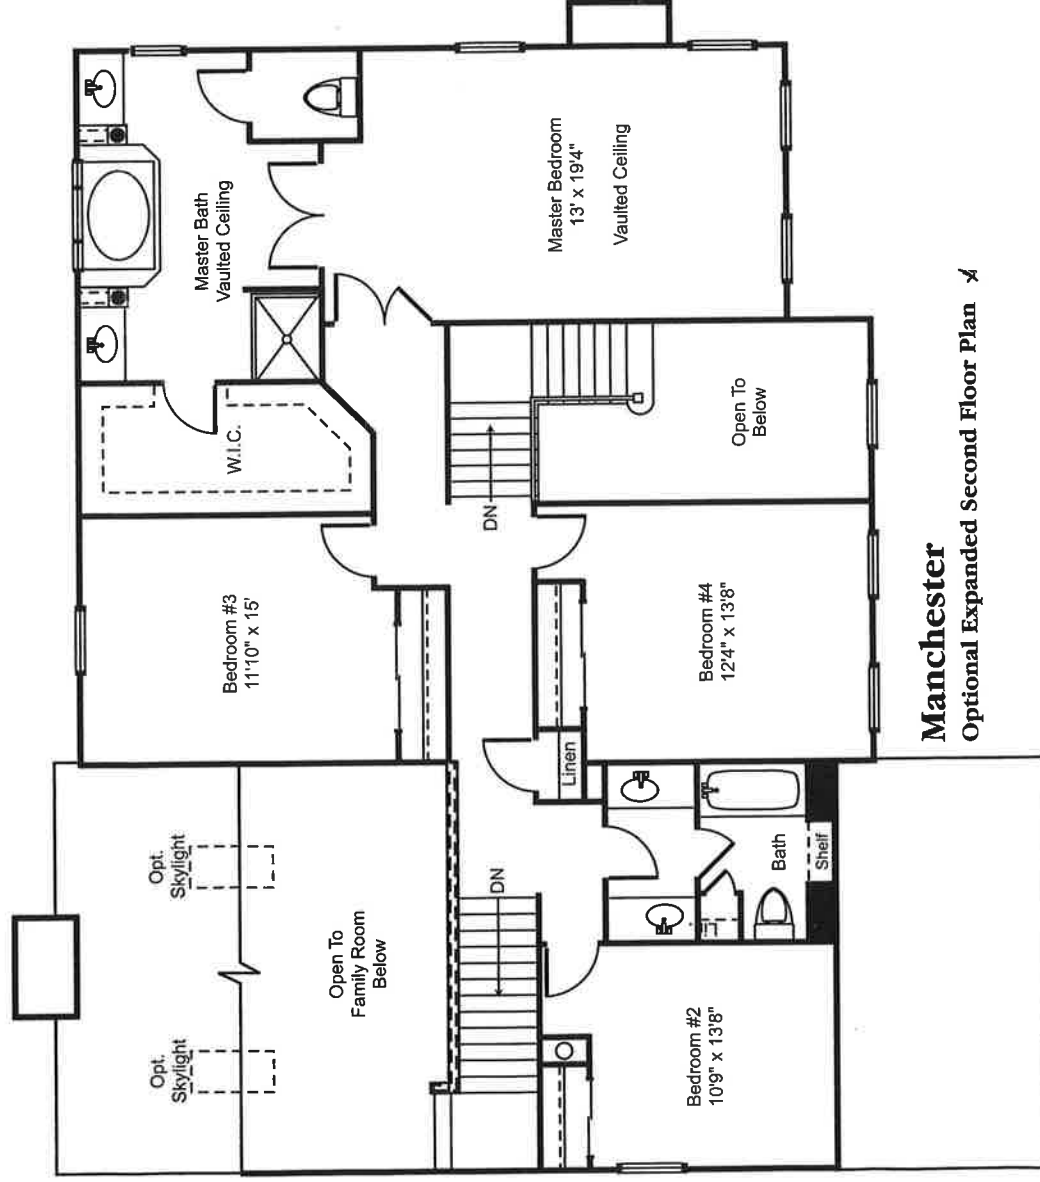 Master Bath
Vaulted Ceiling
Master Bedroom
13' x 19'4"
Vaulted Ceiling
W.I.C.
DN
Open To
Below
Bedroom #3
11'10" x 15'
Bedroom #4
12'4" x 13'8"
Linen
Opt.
Skylight
Opt.
Skylight
Open To
Family Room
Below
DN
Bath
Shelf
Bedroom #2
10'9" x 13'8"
Manchester
Optional Expanded Second Floor Plan